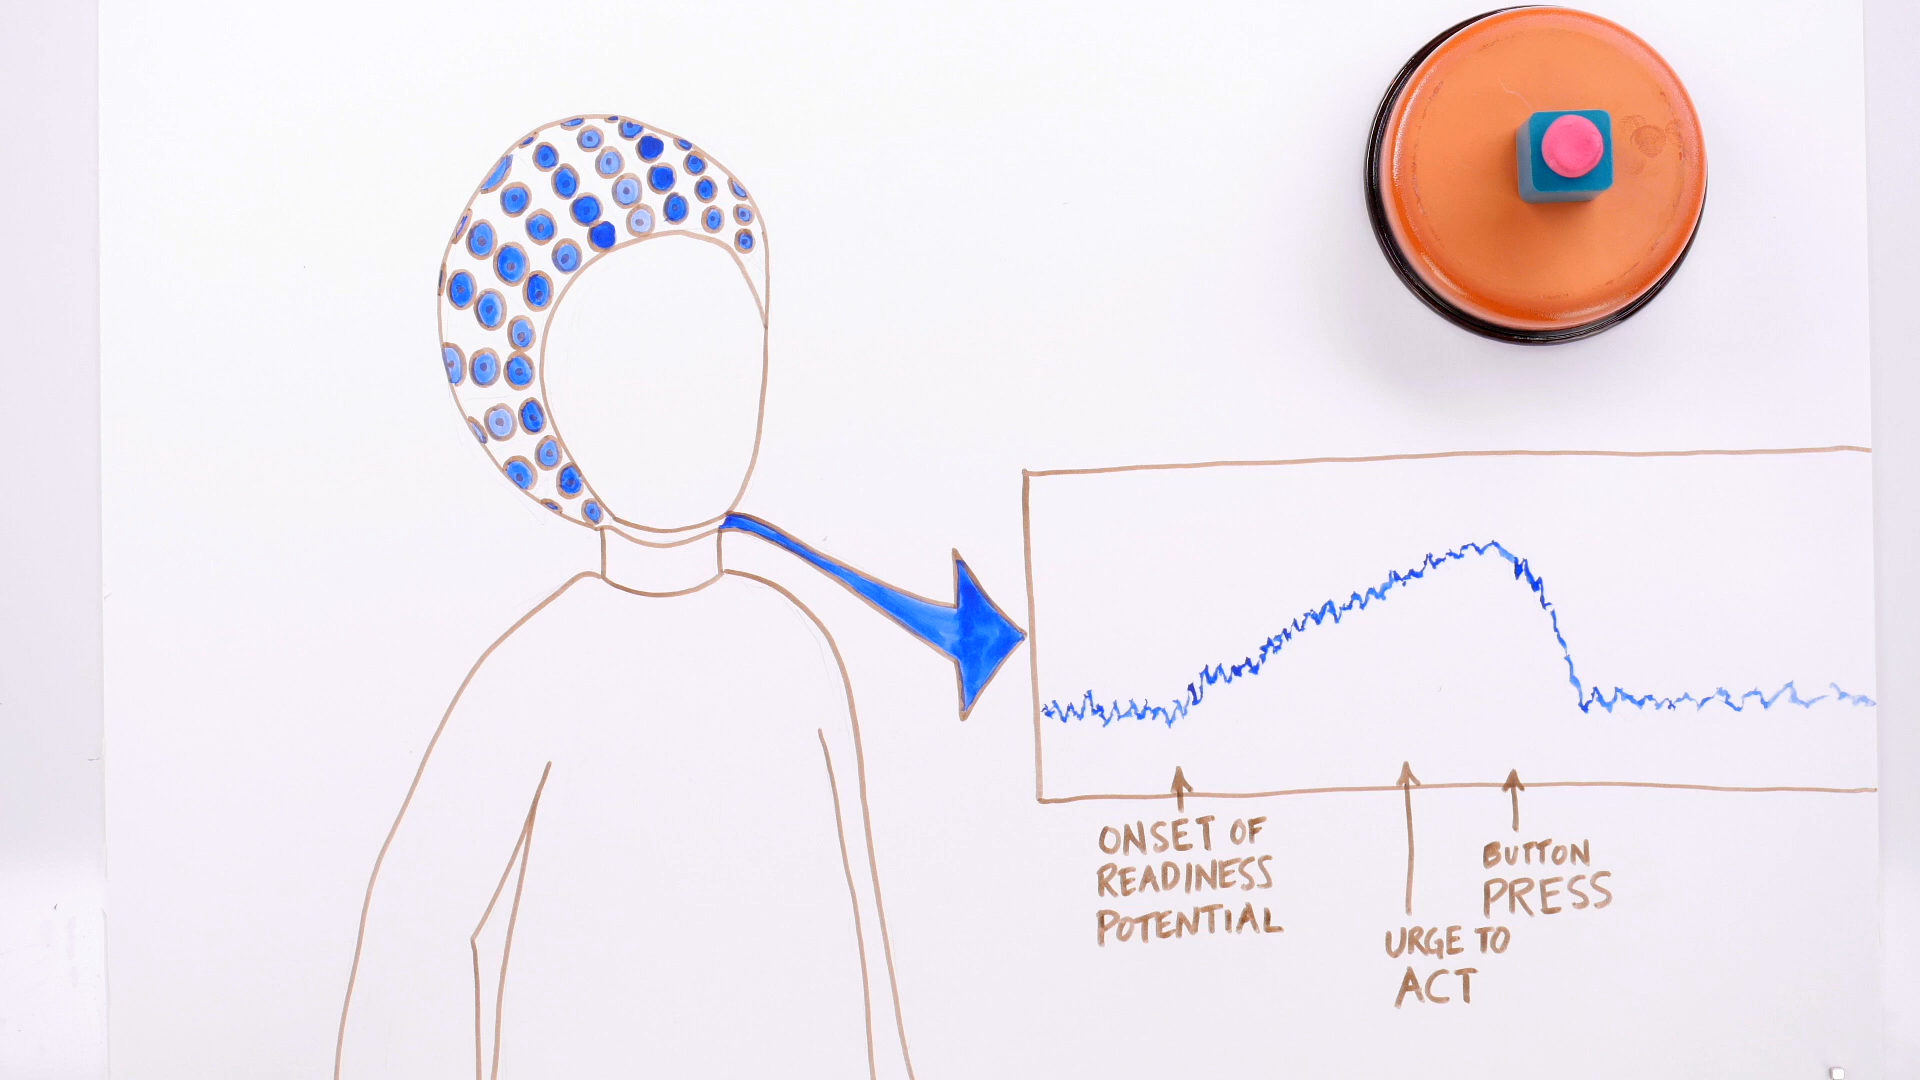 ONSET OF
READINESS
POTENTIAL
URGE TO
ACT
BUTTON
PRESS